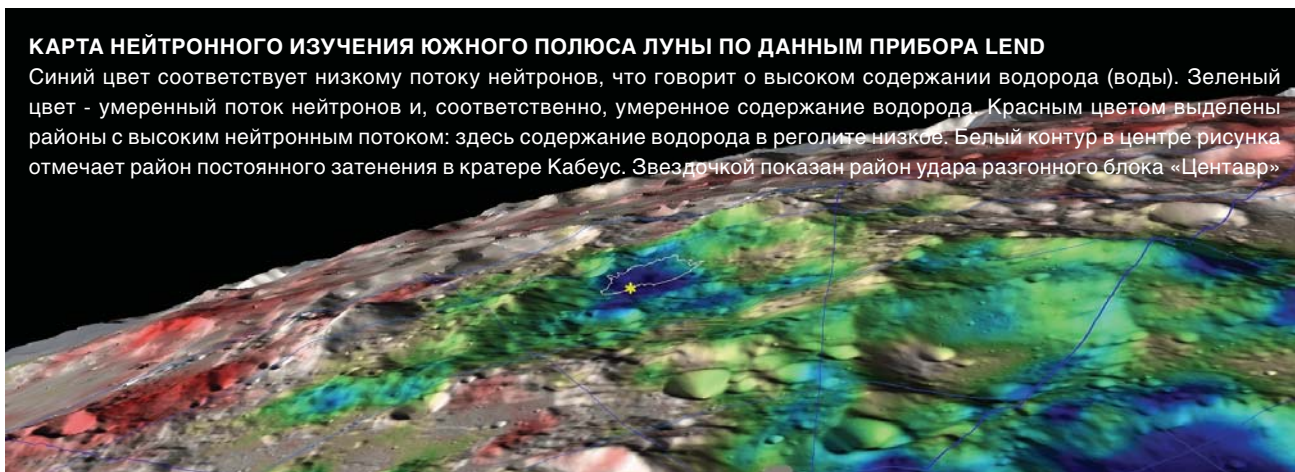 КАРТА НЕЙТРОННОГО ИЗУЧЕНИЯ ЮЖНОГО ПОЛЮСА ЛУНЫ ПО ДАННЫМ ПРИБОРА LEND
Синий цвет соответствует низкому потоку нейтронов, что говорит о высоком содержании водорода (воды). Зеленый
цвет - умеренный поток нейтронов и, соответственно, умеренное содержание водорода. Красным цветом выделены
районы с высоким нейтронным потоком: здесь содержание водорода в реголите низкое. Белый контур в центре рисунка
отмечает район постоянного затенения в кратере Кабеус. Звездочкой показан район удара разгонного блока «Центавр»